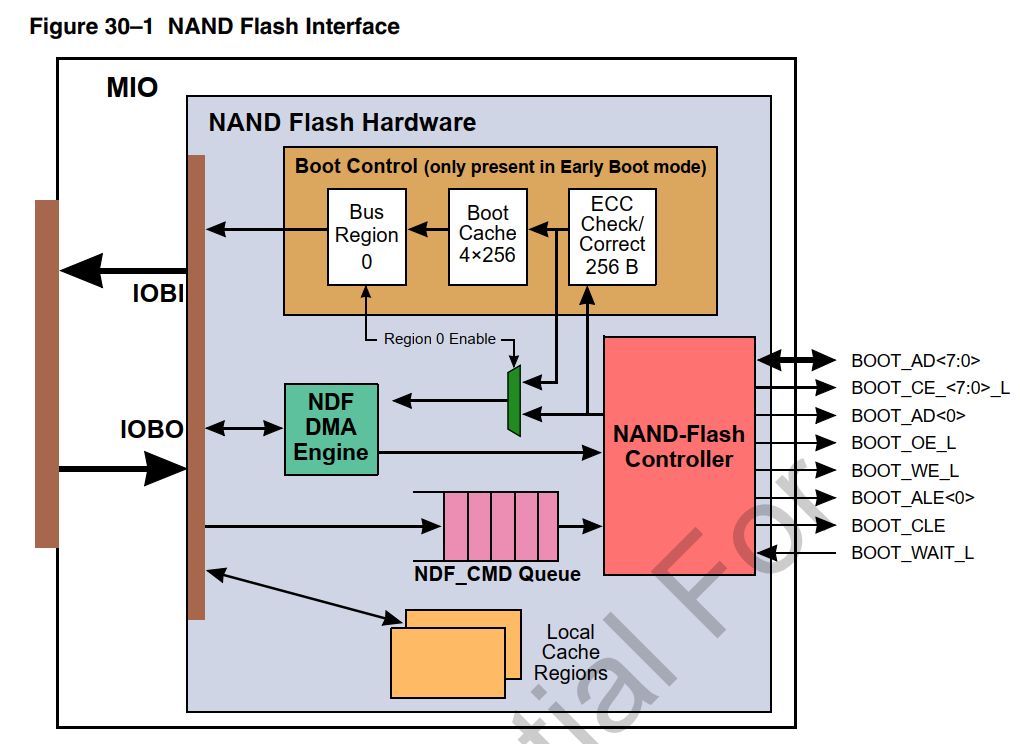 Figure 30–1 NAND Flash Interface
MIO
NAND Flash Hardware
Boot Control (only present in Early Boot mode)
Bus
Region
0
Boot
Cache
4×256
ECC
Check/
Correct
256 B
IOBI
Region 0 Enable
NDF
DMA
Engine
IOBO
NAND-Flash
Controller
BOOT_AD<7:0>
BOOT_CE_<7:0>_L
BOOT_AD<0>
BOOT_OE_L
BOOT_WE_L
BOOT_ALE<0>
BOOT_CLE
BOOT_WAIT_L
NDF_CMD Queue
Local
Cache
Regions
tial For